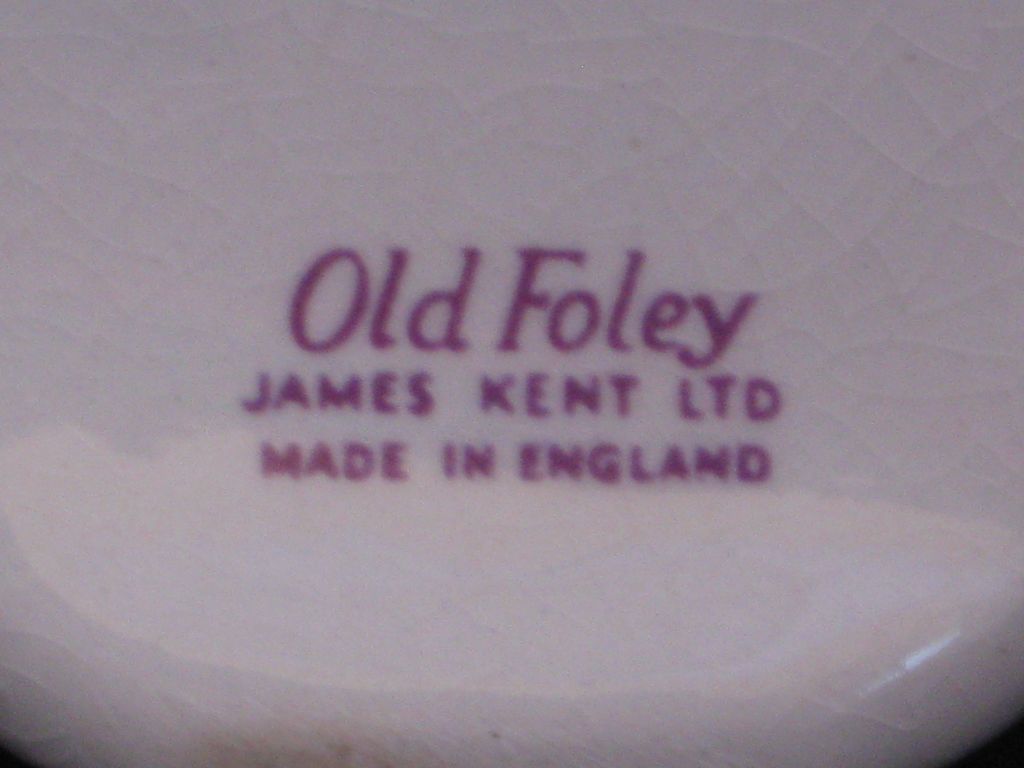 Old Foley
JAMES KENT LTD
MADE IN ENGLAND